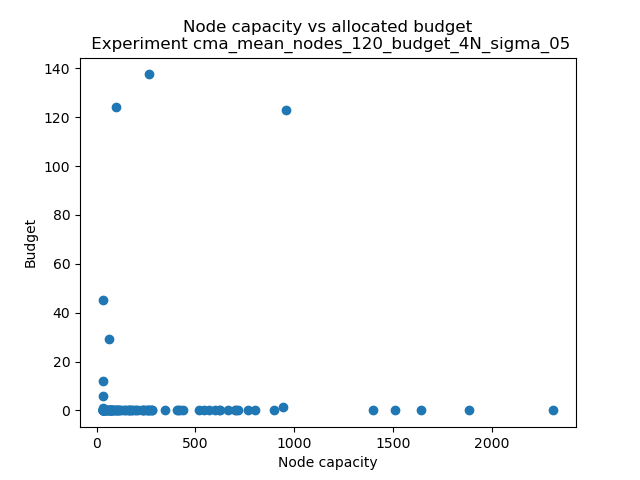 Node capacity vs allocated budget
Experiment cma_mean_nodes_120_budget_4N_sigma_05
140
120
100
80
60
40
20
0
Budget
0 500 1000 1500 2000
Node capacity